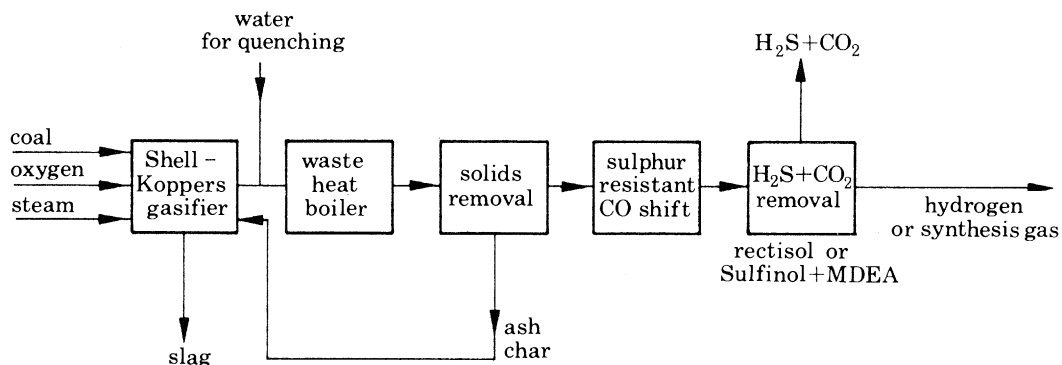 water
for quenching
H₂S+CO₂
coal
oxygen
steam
Shell –
Koppers
gasifier
waste
heat
boiler
solids
removal
sulphur
resistant
CO shift
H₂S+CO₂
removal
hydrogen
or synthesis gas
rectisol or
Sulfinol+MDEA
ash
char
slag